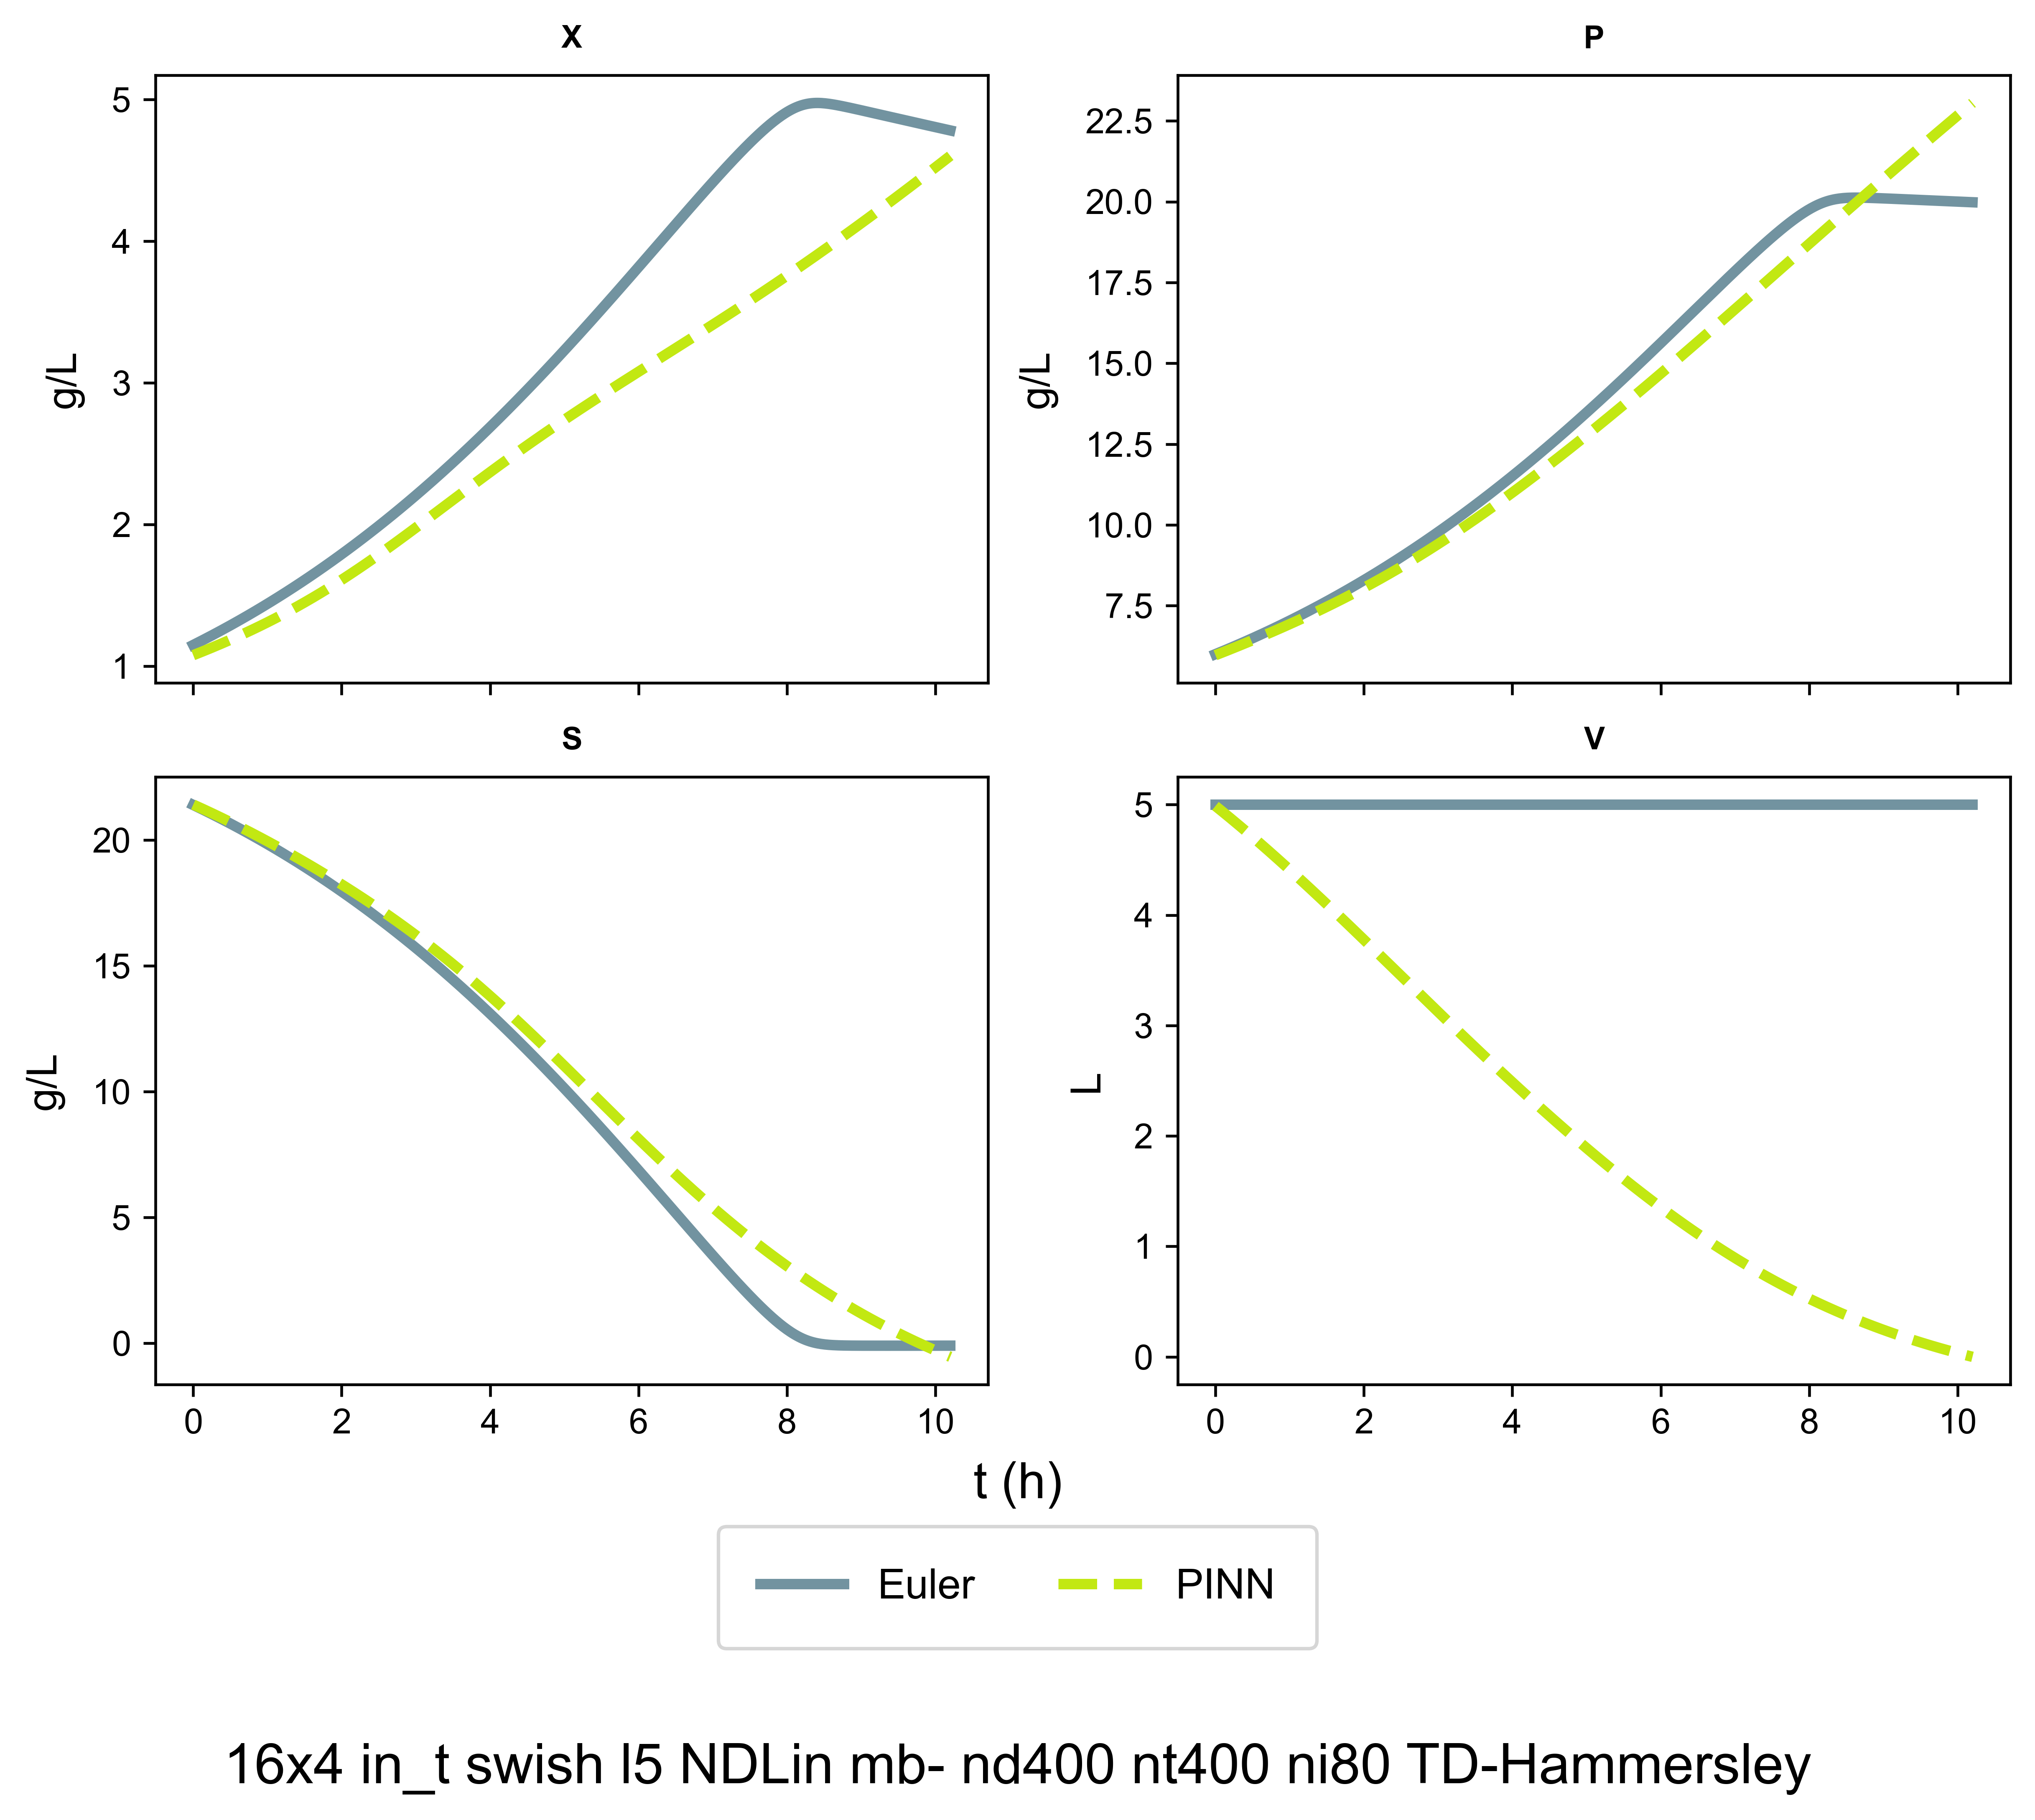 X
P
5
4
3
2
1
g/L
22.5
20.0
17.5
15.0
12.5
10.0
7.5
g/L
S
V
20
15
10
5
0
g/L
5
4
3
2
1
0
L
0 2 4 6 8 10
0 2 4 6 8 10
t (h)
Euler PINN
16x4 in_t swish l5 NDLin mb- nd400 nt400 ni80 TD-Hammersley